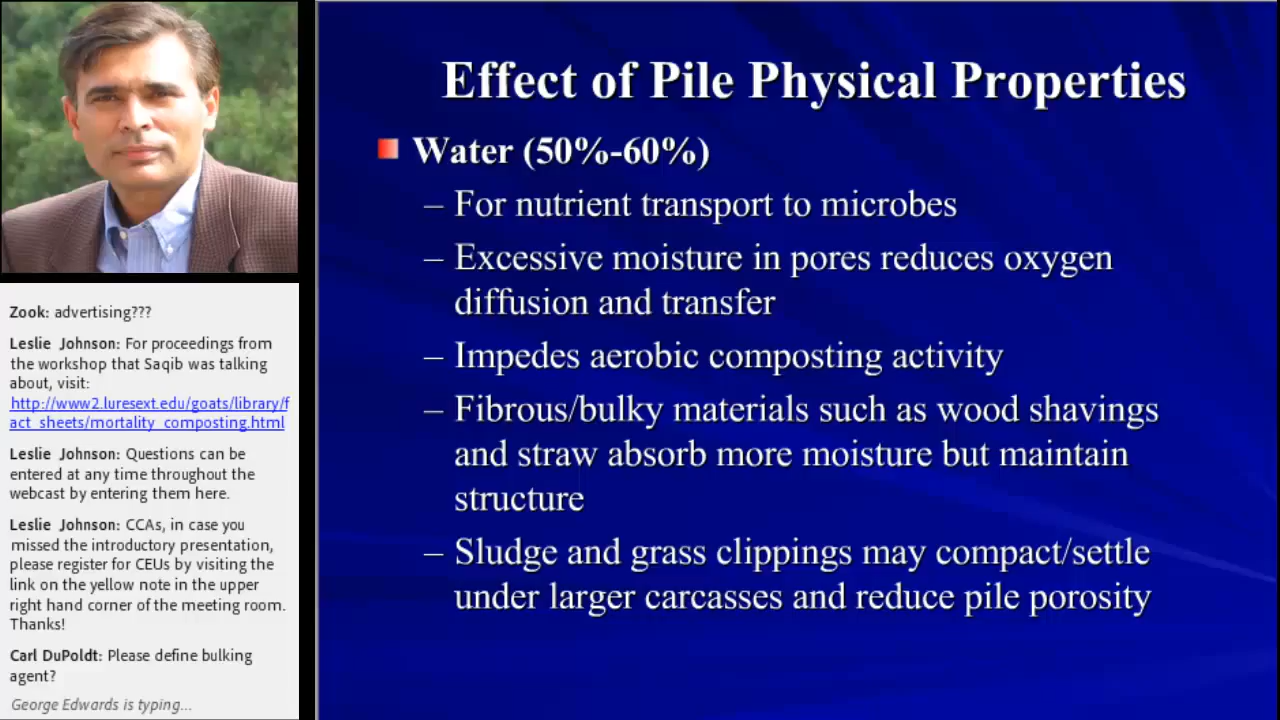 Effect of Pile Physical Properties
Water (50%-60%)
– For nutrient transport to microbes
– Excessive moisture in pores reduces oxygen
diffusion and transfer
– Impedes aerobic composting activity
– Fibrous/bulky materials such as wood shavings
and straw absorb more moisture but maintain
structure
– Sludge and grass clippings may compact/settle
under larger carcasses and reduce pile porosity
Zook: advertising???
Leslie Johnson: For proceedings from
the workshop that Saqib was talking
about, visit:
http://www2.luresext.edu/goats/library/f
act_sheets/mortality_composting.html
Leslie Johnson: Questions can be
entered at any time throughout the
webcast by entering them here.
Leslie Johnson: CCAs, in case you
missed the introductory presentation,
please register for CEUs by visiting the
link on the yellow note in the upper
right hand corner of the meeting room.
Thanks!
Carl DuPoldt: Please define bulking
agent?
George Edwards is typing...